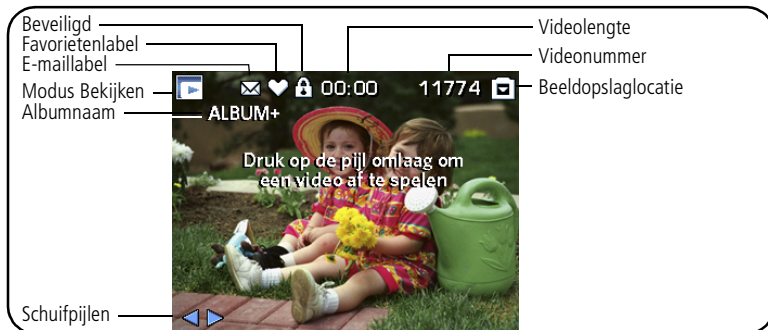 Beveiligd
Favorietenlabel
E-maillabel
Modus Bekijken
Albumnaam
Schuifpijlen
00:00 11774
ALBUM+
Druk op de pijl omlaag om
een video af te spelen
Videolengte
Videonummer
Beeldopslaglocatie